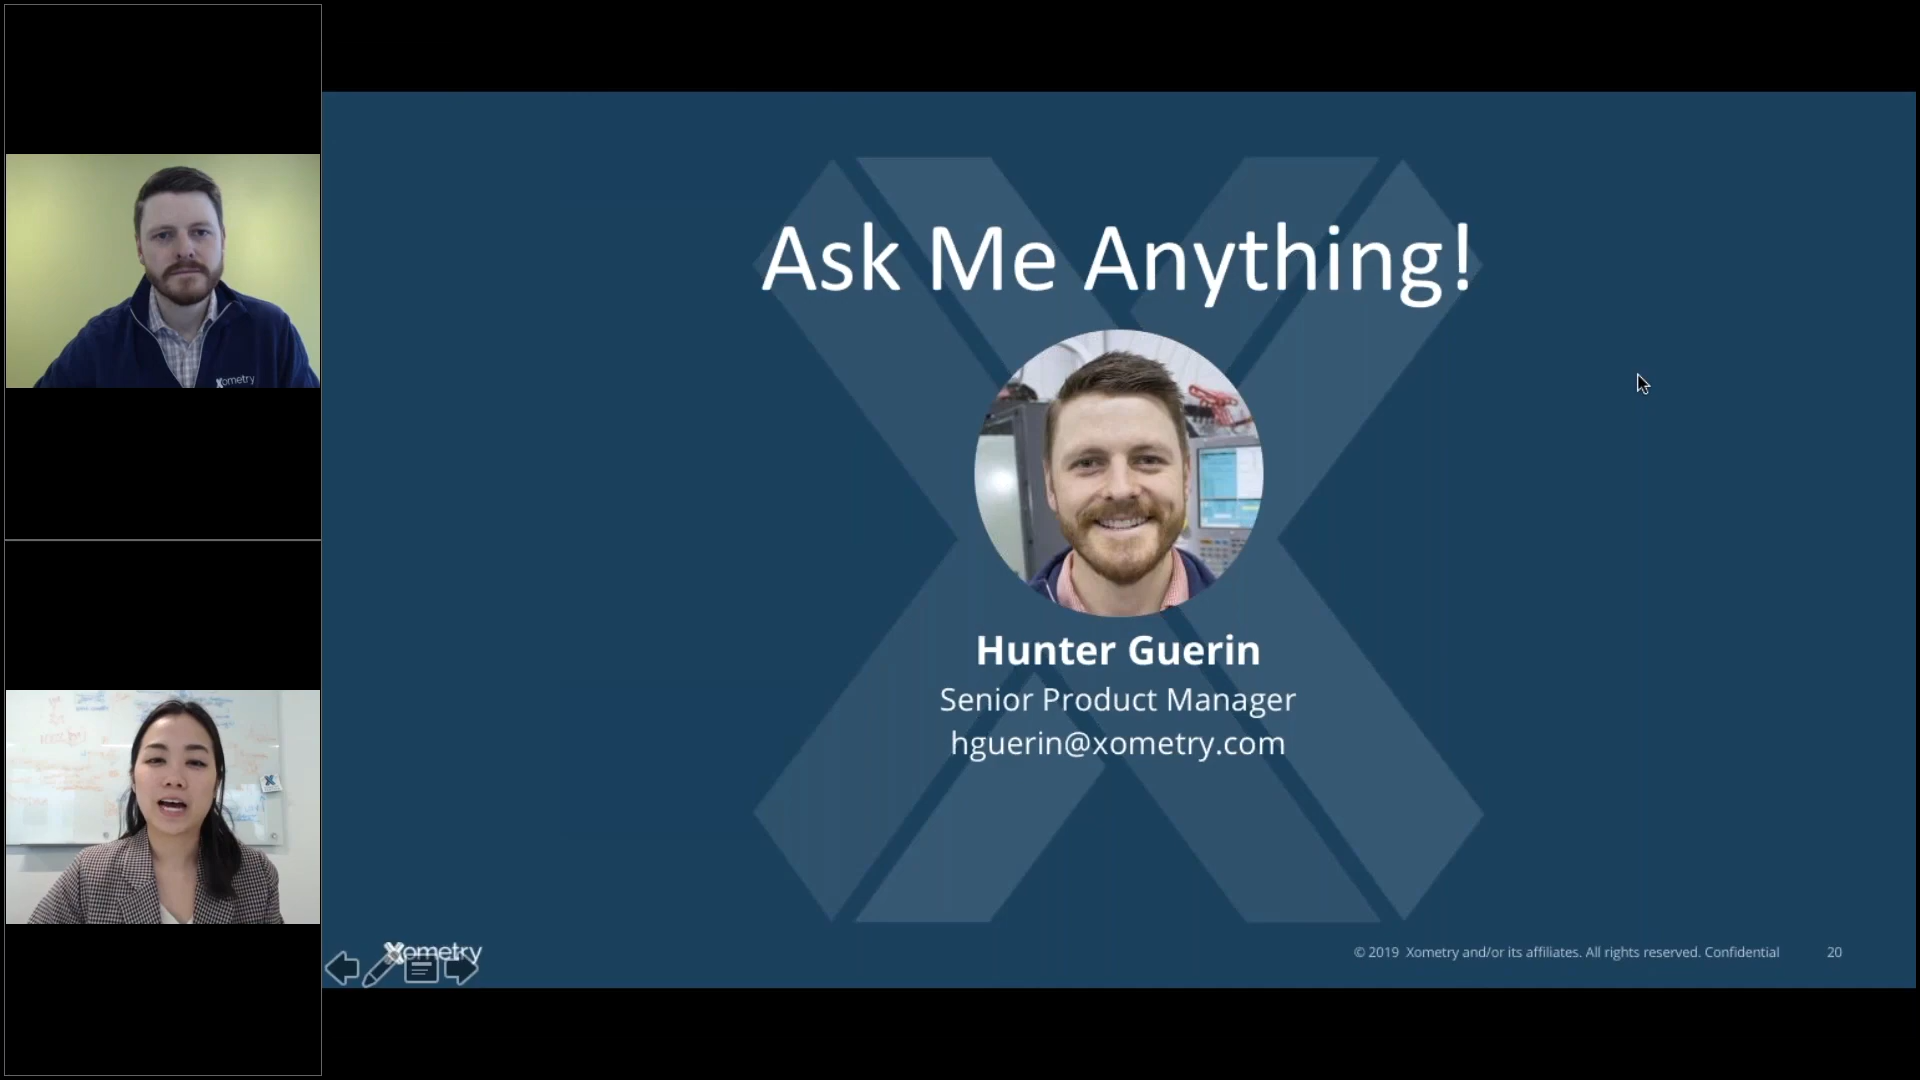 Xometry
Ask Me Anything!
Hunter Guerin
Senior Product Manager
hguerin@xometry.com
Xometry
© 2019 Xometry and/or its affiliates. All rights reserved. Confidential
20